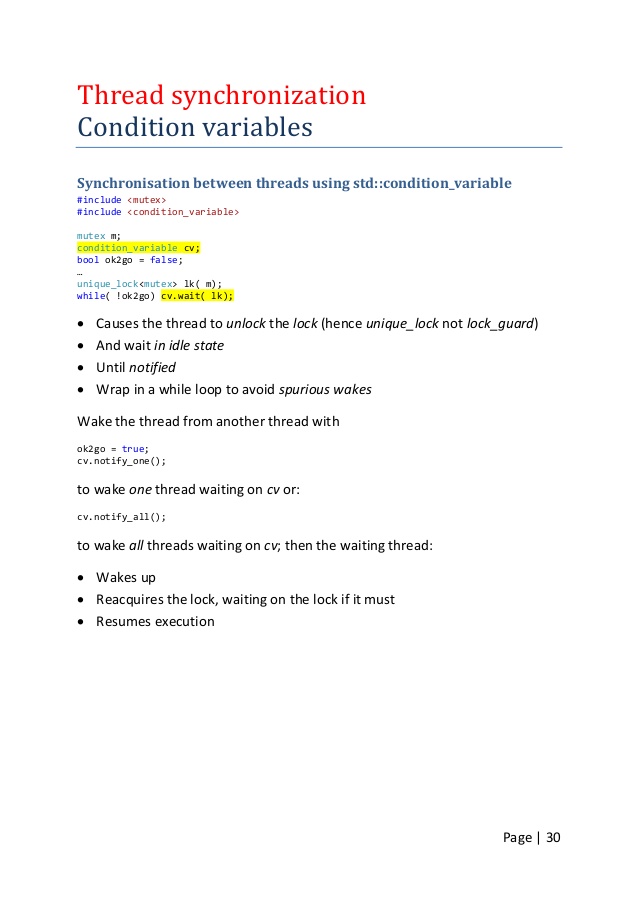 Thread synchronization
Condition variables
Synchronisation between threads using std::condition_variable
#include <mutex>
#include <condition_variable>
mutex m;
condition_variable cv;
bool ok2go = false;
…
unique_lock<mutex> lk( m);
while( !ok2go) cv.wait( lk);
• Causes the thread to unlock the lock (hence unique_lock not lock_guard)
• And wait in idle state
• Until notified
• Wrap in a while loop to avoid spurious wakes
Wake the thread from another thread with
ok2go = true;
cv.notify_one();
to wake one thread waiting on cv or:
cv.notify_all();
to wake all threads waiting on cv; then the waiting thread:
• Wakes up
• Reacquires the lock, waiting on the lock if it must
• Resumes execution
Page | 30